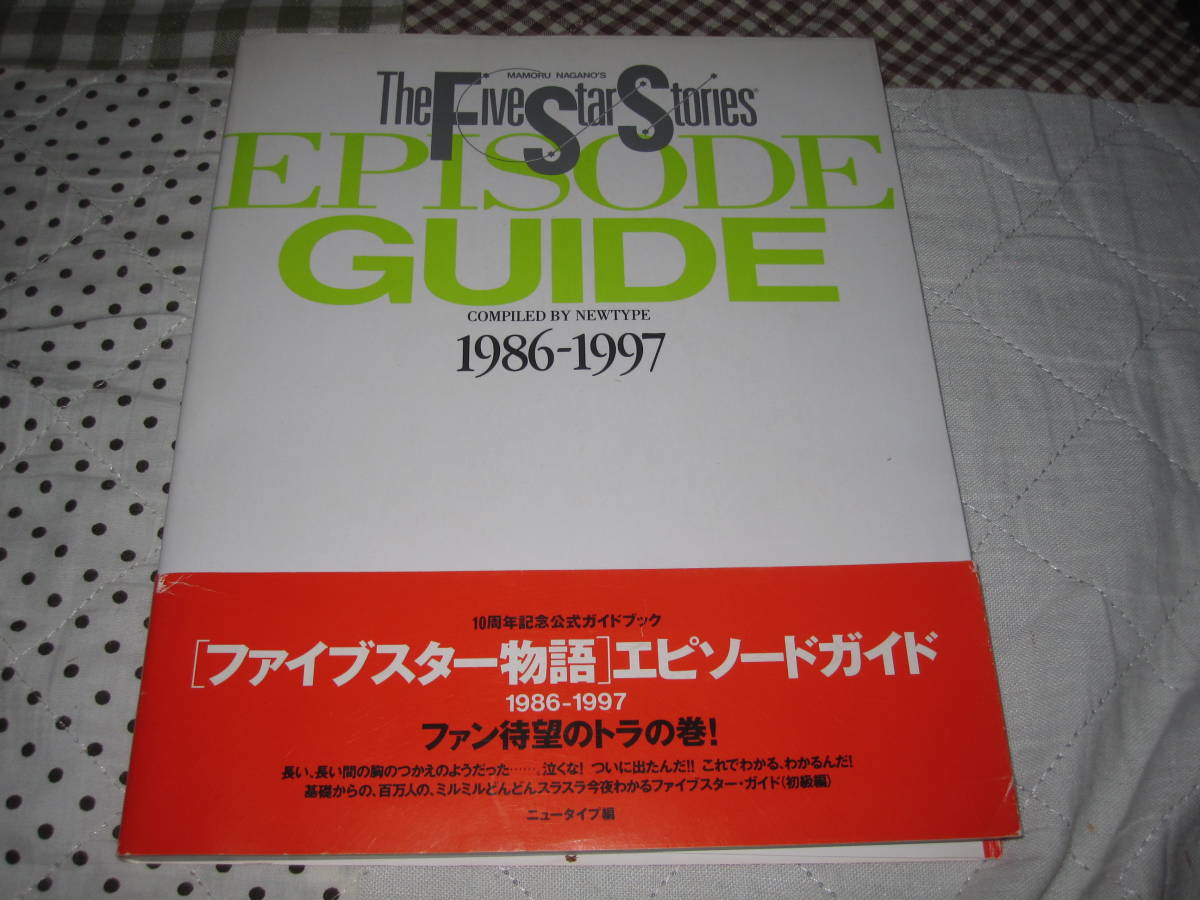 MAMORU NAGANO'S
The Five Star Stories®
EPISODE
GUIDE
COMPILED BY NEWTYPE
1986-1997
10周年記念公式ガイドブック
[ファイブスター物語]エピソードガイド
1986-1997
ファン待望のトラの巻!
長い、長い間の胸のつかえのようだった……。泣くな! ついに出たんだ!! これでわかる、わかるんだ!
基礎からの、百万人の、ミルミルどんどんスラスラ今夜わかるファイブスター・ガイド(初級編)
ニュータイプ編